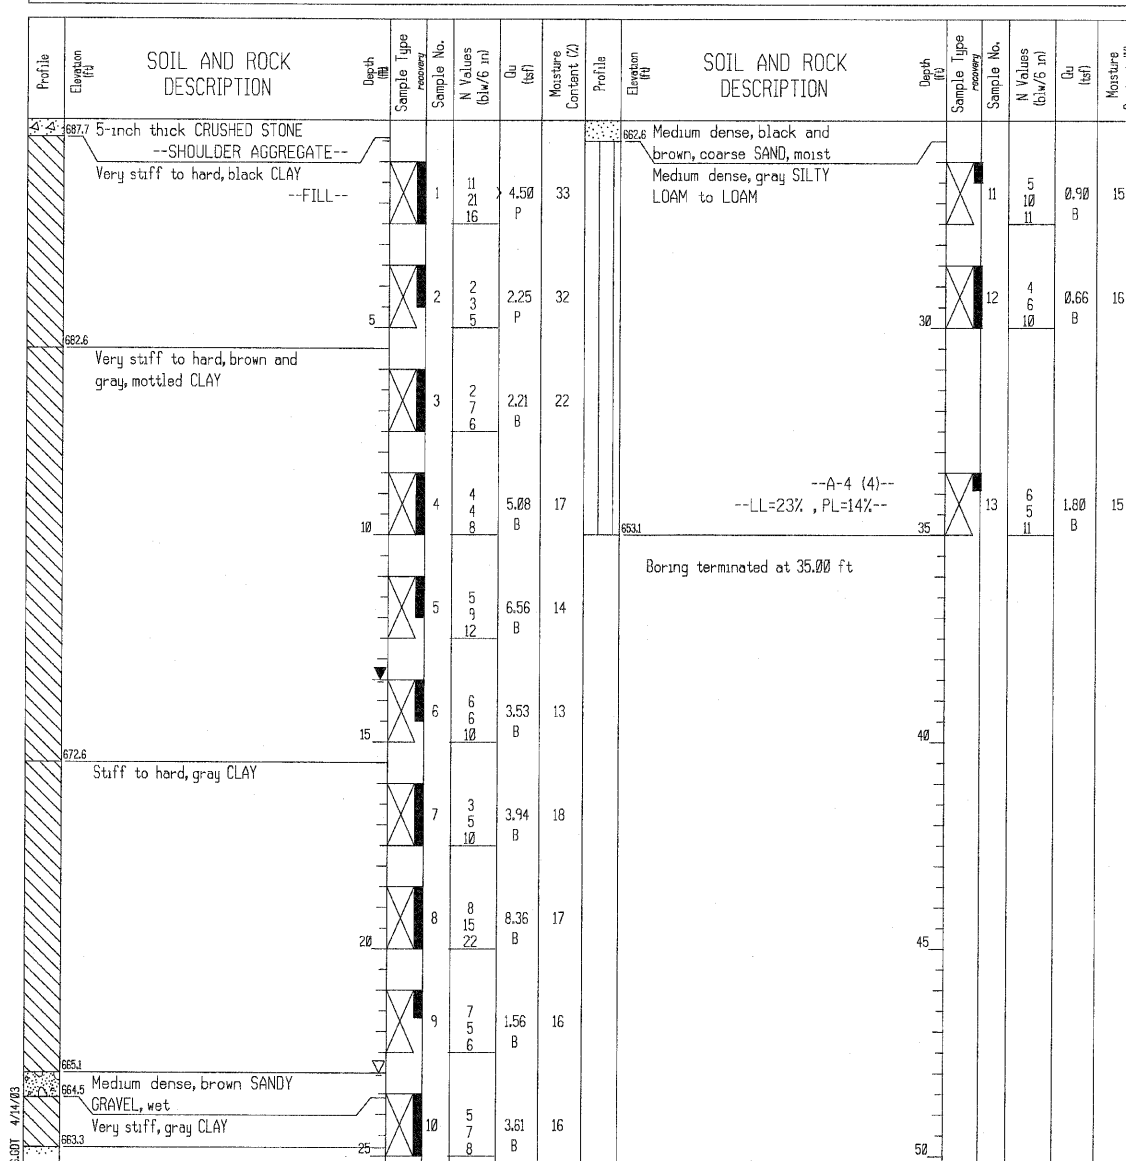 Profile
Elevation (ft)
SOIL AND ROCK
DESCRIPTION
Depth (ft)
Sample Type
recovery
Sample No.
N Values
(blw/6 in)
Qu
(tsf)
Moisture
Content (%)
687.7 5-inch thick CRUSHED STONE
--SHOULDER AGGREGATE--
Very stiff to hard, black CLAY
--FILL--
1
11
21
16
> 4.50
P
33
2
2
3
5
2.25
P
32
5
682.6
Very stiff to hard, brown and
gray, mottled CLAY
3
2
7
6
2.21
B
22
4
4
4
8
5.08
B
17
10
5
5
9
12
6.56
B
14
6
6
6
10
3.53
B
13
15
672.6
Stiff to hard, gray CLAY
7
3
5
10
3.94
B
18
8
8
15
22
8.36
B
17
20
9
7
5
6
1.56
B
16
665.1
Medium dense, brown SANDY
664.5
GRAVEL, wet
Very stiff, gray CLAY
10
5
7
8
3.61
B
16
663.3
25
Profile
Elevation (ft)
SOIL AND ROCK
DESCRIPTION
Depth (ft)
Sample Type
recovery
Sample No.
N Values
(blw/6 in)
Qu
(tsf)
Moisture
662.6 Medium dense, black and
brown, coarse SAND, moist
Medium dense, gray SILTY
LOAM to LOAM
11
5
10
11
0.90
B
15
12
4
6
10
0.66
B
16
30
--A-4 (4)--
--LL=23% , PL=14%--
13
6
5
11
1.80
B
15
653.1
35
Boring terminated at 35.00 ft
40
45
50
GDT 4/14/03